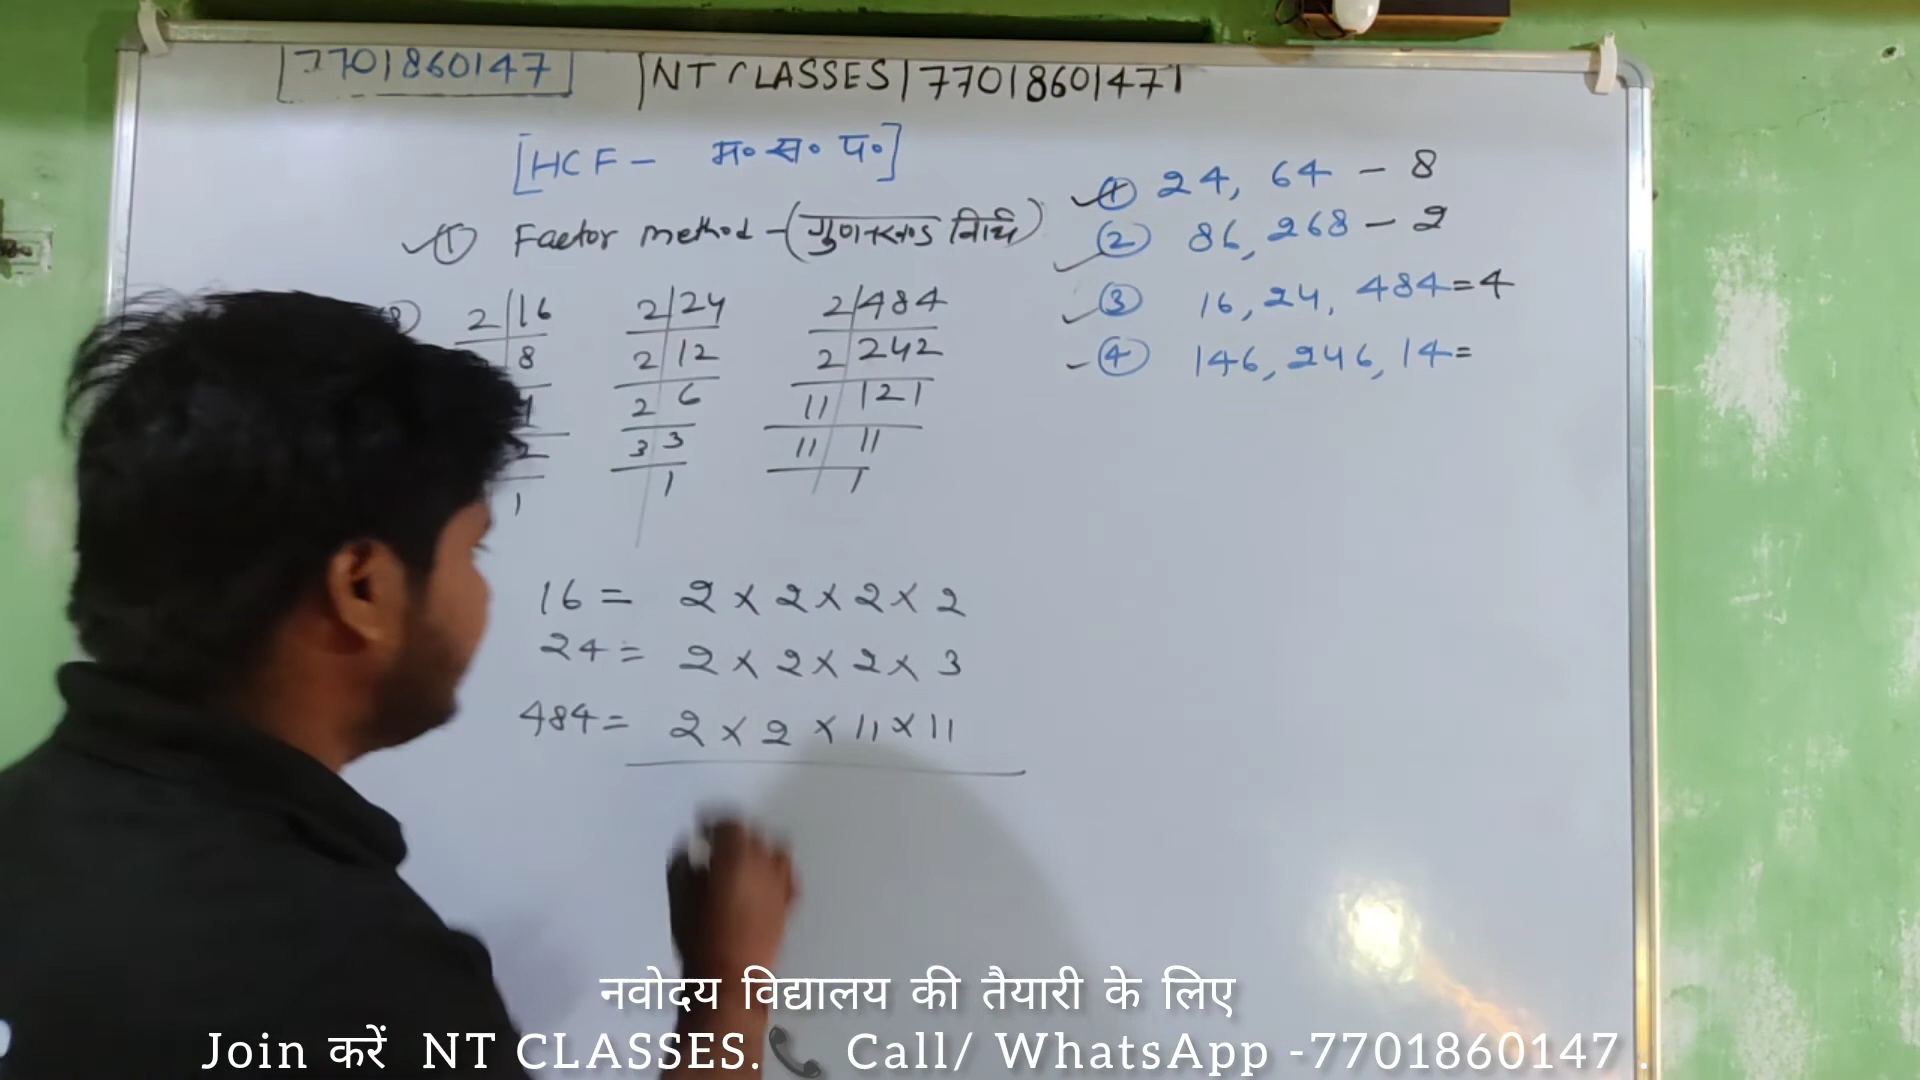 7701860147 |NT CLASSES|7701860147|
[HCF - म० स० प०]
① Factor method - (गुणनखण्ड विधि)
① 24, 64 - 8
② 86, 268 - 2
③ 16, 24, 484 = 4
④ 146, 246, 14 =
2|16 2|24 2|484
8 2|12 2|242
2|6 11|121
2 3|3 11|11
1 1 1
16 = 2 × 2 × 2 × 2
24 = 2 × 2 × 2 × 3
484 = 2 × 2 × 11 × 11
नवोदय विद्यालय की तैयारी के लिए
Join करें NT CLASSES. Call/ WhatsApp -7701860147 .